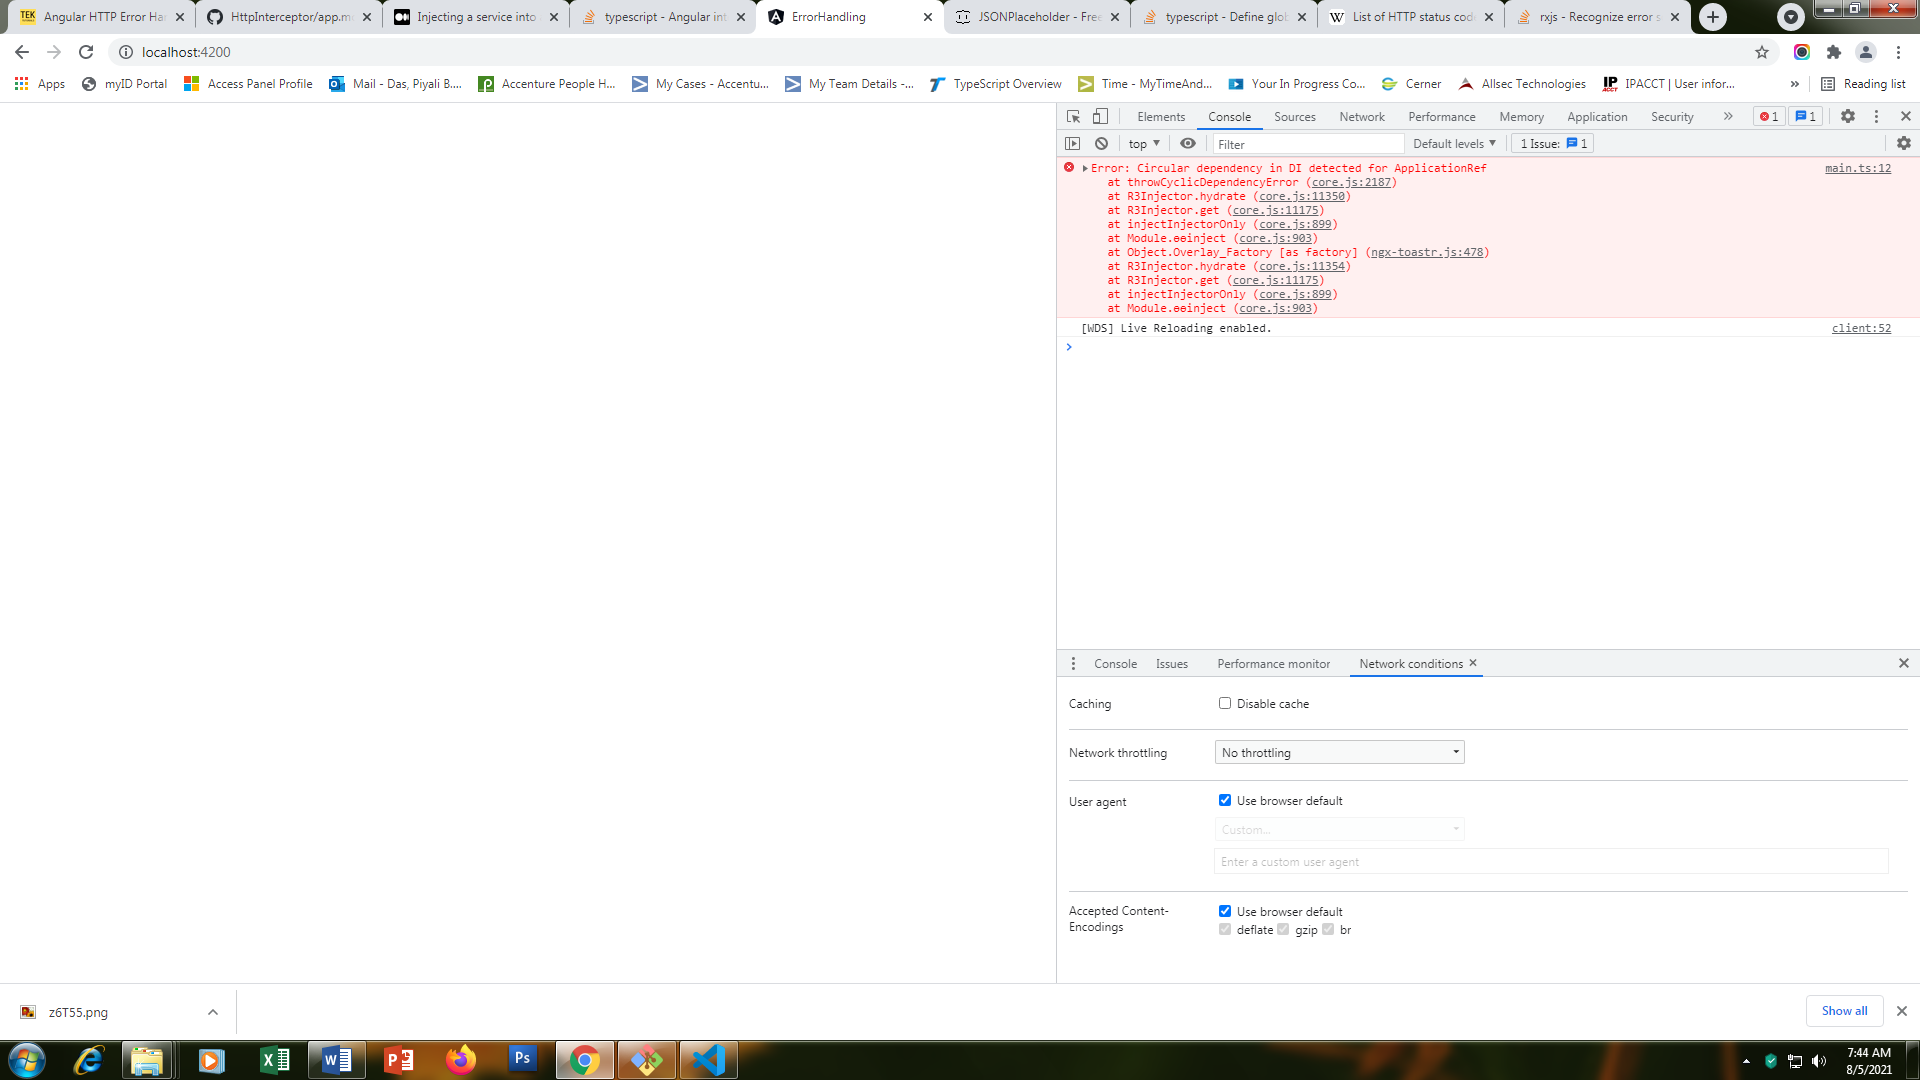 TEK Angular HTTP Error Ha
HttpInterceptor/app.m
Injecting a service into
typescript - Angular int
ErrorHandling
JSONPlaceholder - Free
typescript - Define glob
W List of HTTP status cod
rxjs - Recognize error s
localhost:4200
Apps
myID Portal
Access Panel Profile
Mail - Das, Piyali B....
Accenture People H...
My Cases - Accentu...
My Team Details -...
TypeScript Overview
Time - MyTimeAnd...
Your In Progress Co...
Cerner
Allsec Technologies
IPACCT | User infor...
»
Reading list
Elements Console Sources Network Performance Memory Application Security » 1 1
top Filter Default levels 1 Issue: 1
Error: Circular dependency in DI detected for ApplicationRef main.ts:12
at throwCyclicDependencyError (core.js:2187)
at R3Injector.hydrate (core.js:11350)
at R3Injector.get (core.js:11175)
at injectInjectorOnly (core.js:899)
at Module.ɵɵinject (core.js:903)
at Object.Overlay_Factory [as factory] (ngx-toastr.js:478)
at R3Injector.hydrate (core.js:11354)
at R3Injector.get (core.js:11175)
at injectInjectorOnly (core.js:899)
at Module.ɵɵinject (core.js:903)
[WDS] Live Reloading enabled. client:52
Console Issues Performance monitor Network conditions
Caching Disable cache
Network throttling No throttling
User agent Use browser default
Custom...
Enter a custom user agent
Accepted Content- Use browser default
Encodings deflate gzip br
z6T55.png
Show all
Ps
7:44 AM
8/5/2021